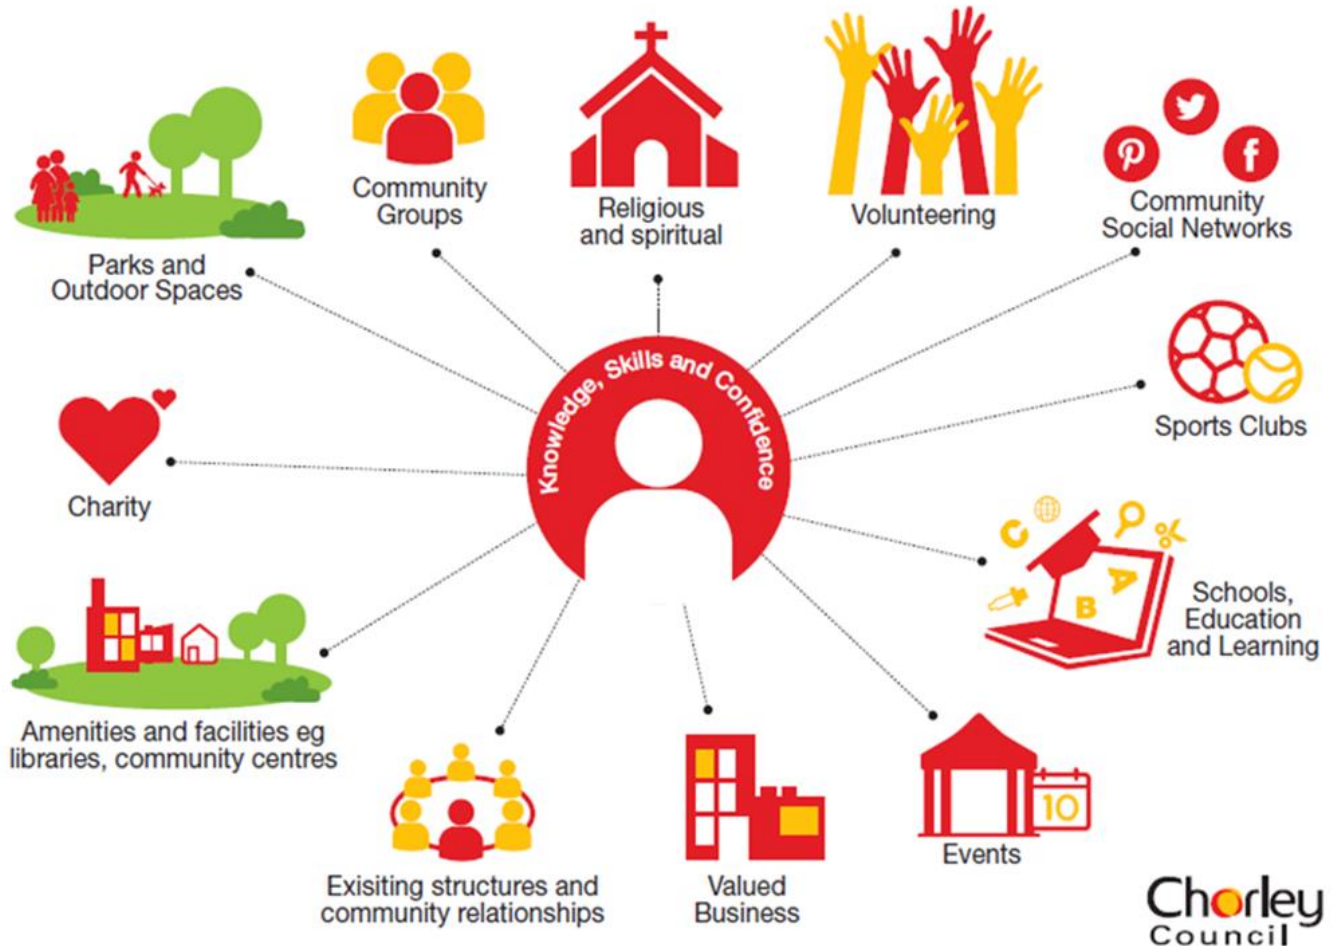 Community
Groups
Religious
and spiritual
Volunteering
Community
Social Networks
Parks and
Outdoor Spaces
Knowledge, Skills and Confidence
Sports Clubs
Charity
C
A
B
Schools,
Education
and Learning
Amenities and facilities eg
libraries, community centres
10
Events
Exisiting structures and
community relationships
Valued
Business
Chorley
Council